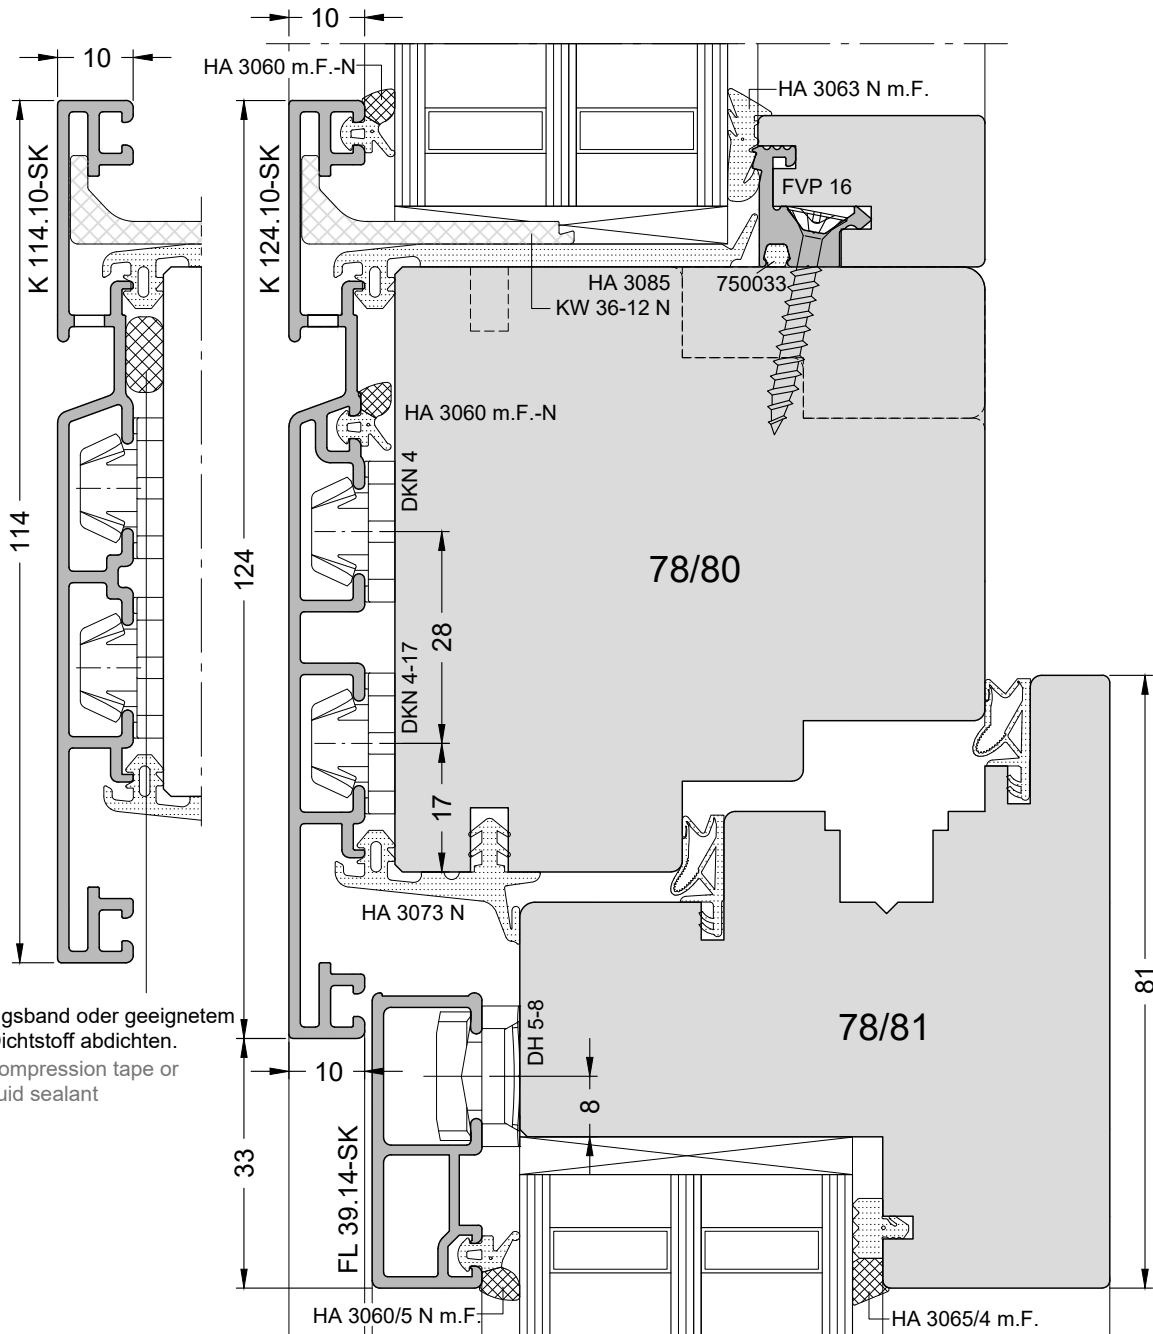 10
10
HA 3060 m.F.-N
HA 3063 N m.F.
K 114.10-SK
K 124.10-SK
FVP 16
HA 3085
750033
KW 36-12 N
HA 3060 m.F.-N
DKN 4
114
124
78/80
28
DKN 4-17
17
HA 3073 N
81
gsband oder geeignetem
Dichtstoff abdichten.
ompression tape or
uid sealant
DH 5-8
78/81
10
8
33
FL 39.14-SK
HA 3060/5 N m.F.
HA 3065/4 m.F.